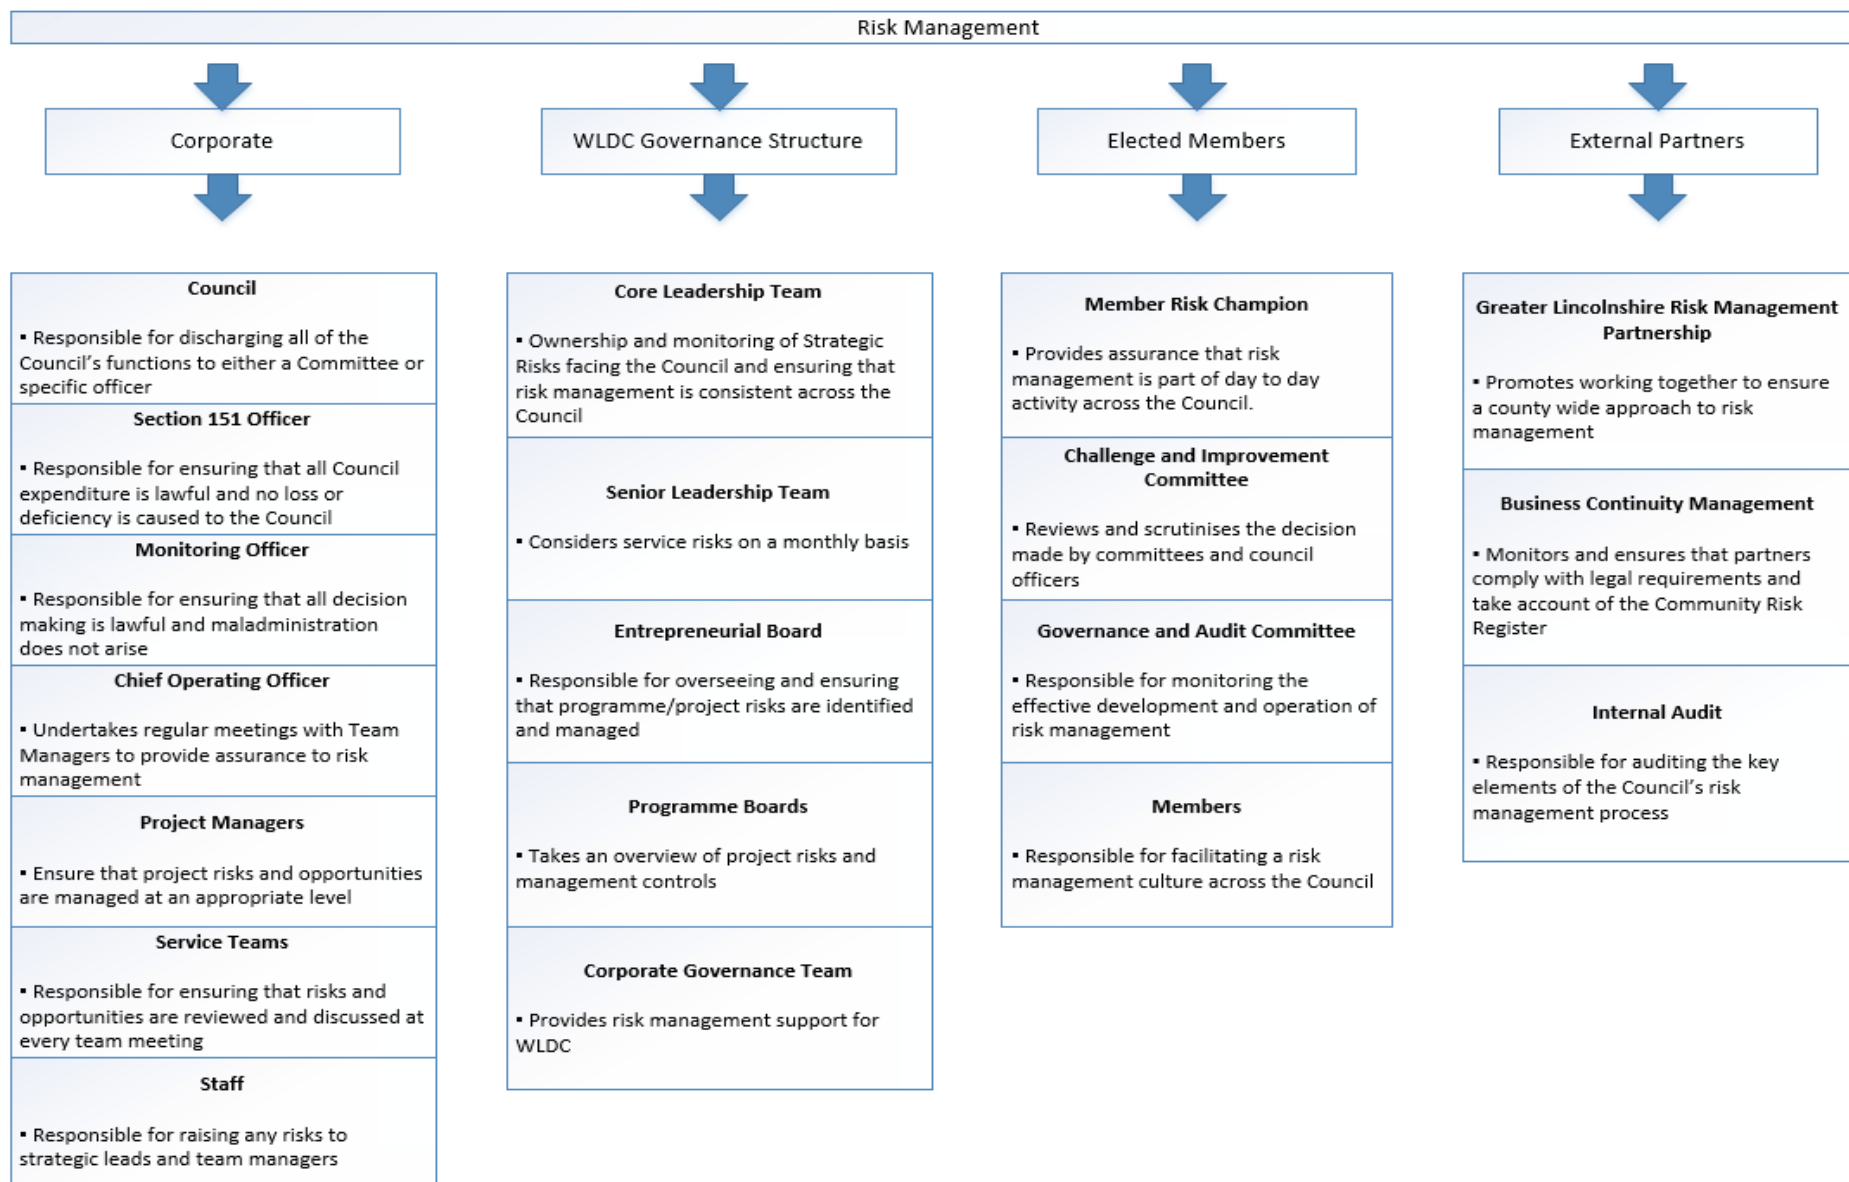 Risk Management
Corporate
WLDC Governance Structure
Elected Members
External Partners
Council
▪ Responsible for discharging all of the
Council’s functions to either a Committee or
specific officer
Section 151 Officer
▪ Responsible for ensuring that all Council
expenditure is lawful and no loss or
deficiency is caused to the Council
Monitoring Officer
▪ Responsible for ensuring that all decision
making is lawful and maladministration
does not arise
Chief Operating Officer
▪ Undertakes regular meetings with Team
Managers to provide assurance to risk
management
Project Managers
▪ Ensure that project risks and opportunities
are managed at an appropriate level
Service Teams
▪ Responsible for ensuring that risks and
opportunities are reviewed and discussed at
every team meeting
Staff
▪ Responsible for raising any risks to
strategic leads and team managers
Core Leadership Team
▪ Ownership and monitoring of Strategic
Risks facing the Council and ensuring that
risk management is consistent across the
Council
Senior Leadership Team
▪ Considers service risks on a monthly basis
Entrepreneurial Board
▪ Responsible for overseeing and ensuring
that programme/project risks are identified
and managed
Programme Boards
▪ Takes an overview of project risks and
management controls
Corporate Governance Team
▪ Provides risk management support for
WLDC
Member Risk Champion
▪ Provides assurance that risk
management is part of day to day
activity across the Council.
Challenge and Improvement
Committee
▪ Reviews and scrutinises the decision
made by committees and council
officers
Governance and Audit Committee
▪ Responsible for monitoring the
effective development and operation of
risk management
Members
▪ Responsible for facilitating a risk
management culture across the Council
Greater Lincolnshire Risk Management
Partnership
▪ Promotes working together to ensure
a county wide approach to risk
management
Business Continuity Management
▪ Monitors and ensures that partners
comply with legal requirements and
take account of the Community Risk
Register
Internal Audit
▪ Responsible for auditing the key
elements of the Council’s risk
management process